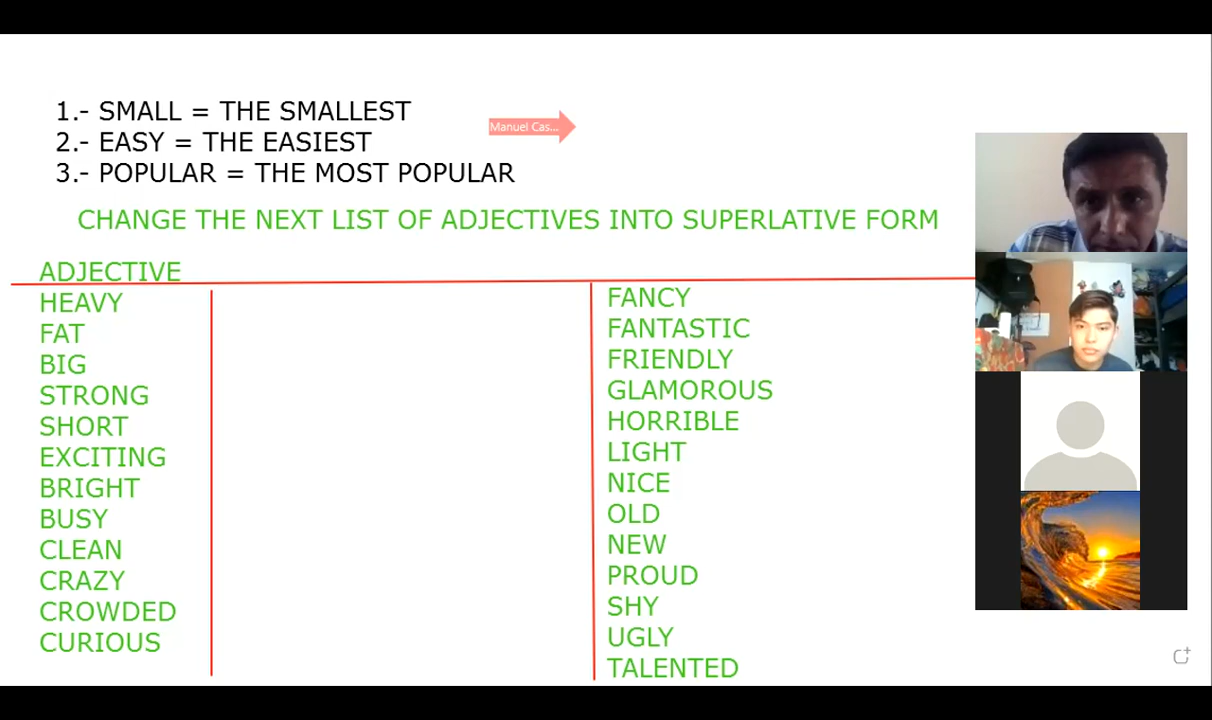 1.- SMALL = THE SMALLEST
2.- EASY = THE EASIEST
3.- POPULAR = THE MOST POPULAR
Manuel Cas...
CHANGE THE NEXT LIST OF ADJECTIVES INTO SUPERLATIVE FORM
ADJECTIVE
HEAVY
FAT
BIG
STRONG
SHORT
EXCITING
BRIGHT
BUSY
CLEAN
CRAZY
CROWDED
CURIOUS
FANCY
FANTASTIC
FRIENDLY
GLAMOROUS
HORRIBLE
LIGHT
NICE
OLD
NEW
PROUD
SHY
UGLY
TALENTED